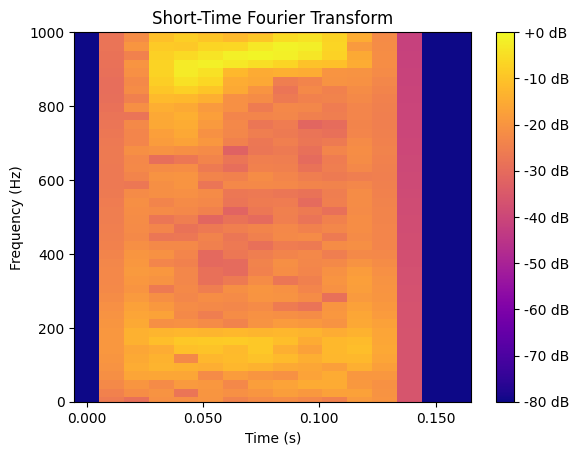 Short-Time Fourier Transform
1000
800
600
400
200
0
Frequency (Hz)
0.000
0.050
0.100
0.150
Time (s)
+0 dB
-10 dB
-20 dB
-30 dB
-40 dB
-50 dB
-60 dB
-70 dB
-80 dB